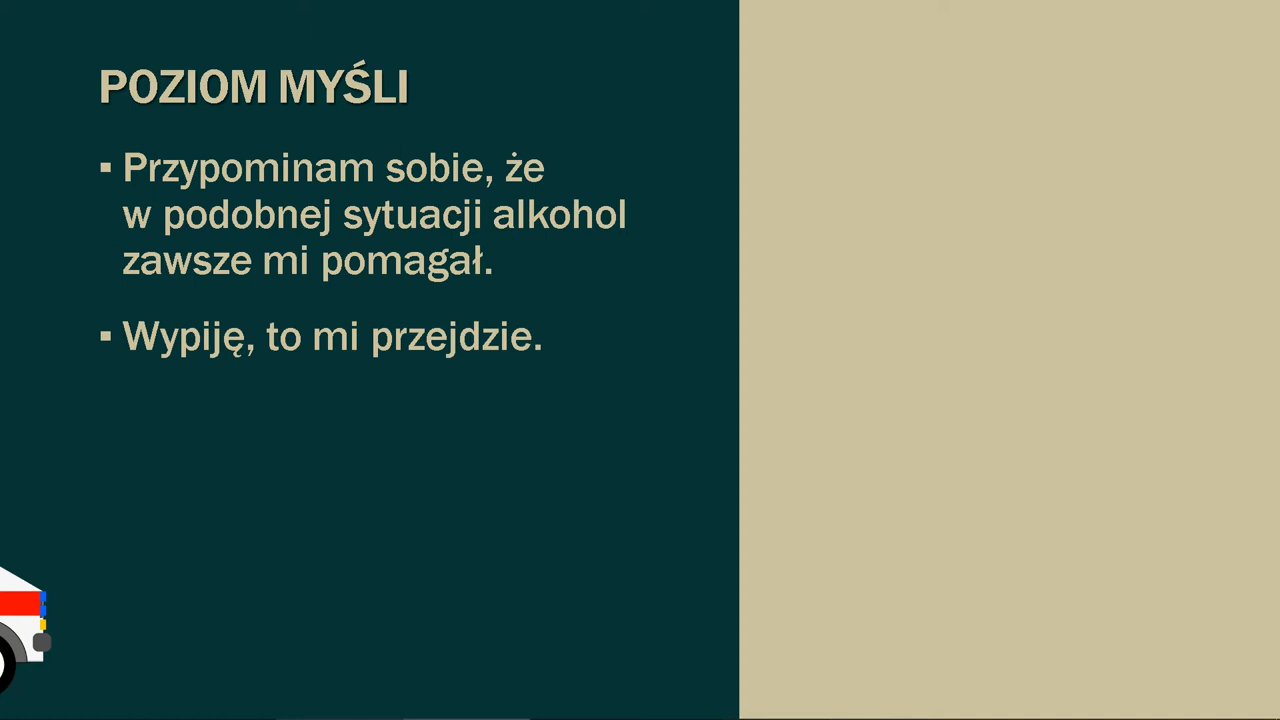 POZIOM MYŚLI
▪ Przypominam sobie, że
w podobnej sytuacji alkohol
zawsze mi pomagał.
▪ Wypiję, to mi przejdzie.